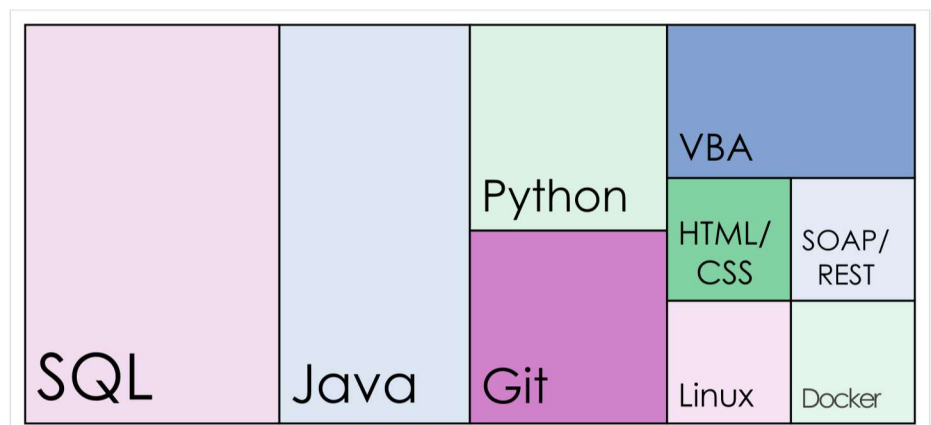 SQL
Java
Python
Git
VBA
HTML/
CSS
SOAP/
REST
Linux
Docker